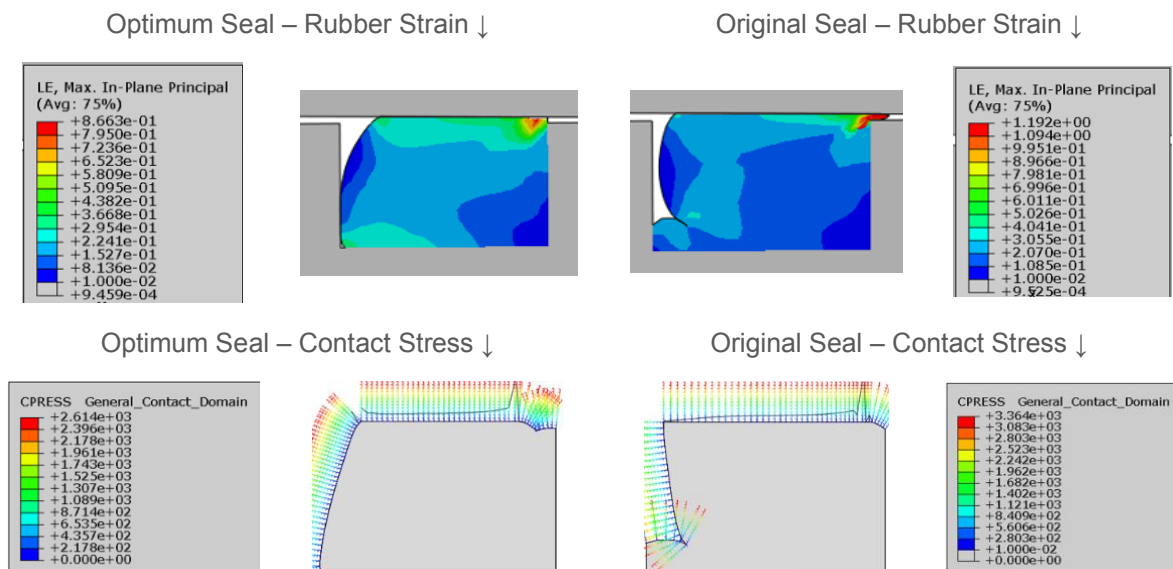 Optimum Seal – Rubber Strain ↓
Original Seal – Rubber Strain ↓
LE, Max. In-Plane Principal
(Avg: 75%)
+8.663e-01
+7.950e-01
+7.236e-01
+6.523e-01
+5.809e-01
+5.095e-01
+4.382e-01
+3.668e-01
+2.954e-01
+2.241e-01
+1.527e-01
+8.136e-02
+1.000e-02
+9.459e-04
LE, Max. In-Plane Principal
(Avg: 75%)
+1.192e+00
+1.094e+00
+9.951e-01
+8.966e-01
+7.981e-01
+6.996e-01
+6.011e-01
+5.026e-01
+4.041e-01
+3.055e-01
+2.070e-01
+1.085e-01
+1.000e-02
+9.525e-04
Optimum Seal – Contact Stress ↓
Original Seal – Contact Stress ↓
CPRESS General_Contact_Domain
+2.614e+03
+2.396e+03
+2.178e+03
+1.961e+03
+1.743e+03
+1.525e+03
+1.307e+03
+1.089e+03
+8.714e+02
+6.535e+02
+4.357e+02
+2.178e+02
+0.000e+00
CPRESS General_Contact_Domain
+3.364e+03
+3.083e+03
+2.803e+03
+2.523e+03
+2.242e+03
+1.962e+03
+1.682e+03
+1.402e+03
+1.121e+03
+8.409e+02
+5.606e+02
+2.803e+02
+1.000e-02
+0.000e+00